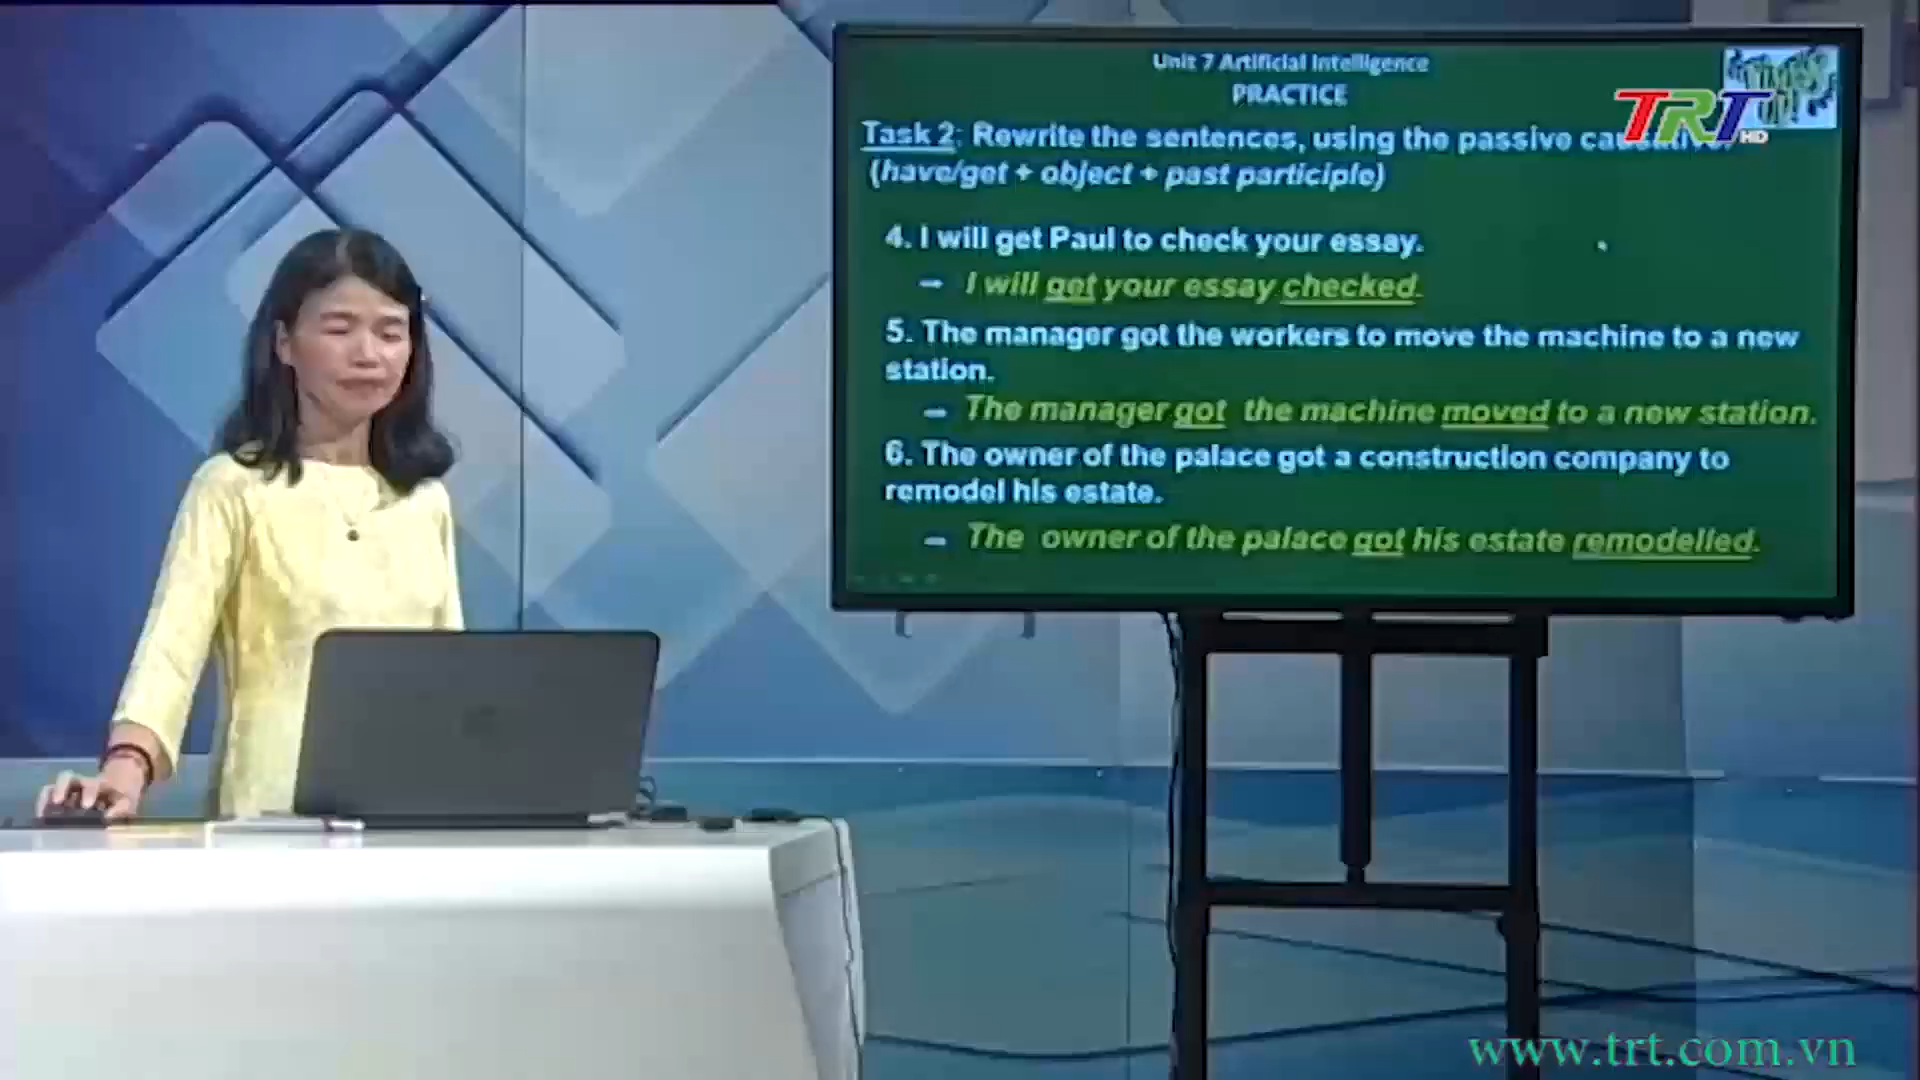 Unit 7 Artificial Intelligence
PRACTICE
TRT HD
Task 2: Rewrite the sentences, using the passive
(have/get + object + past participle)
4. I will get Paul to check your essay.
– I will get your essay checked.
5. The manager got the workers to move the machine to a new
station.
– The manager got the machine moved to a new station.
6. The owner of the palace got a construction company to
remodel his estate.
– The owner of the palace got his estate remodelled.
www.trt.com.vn